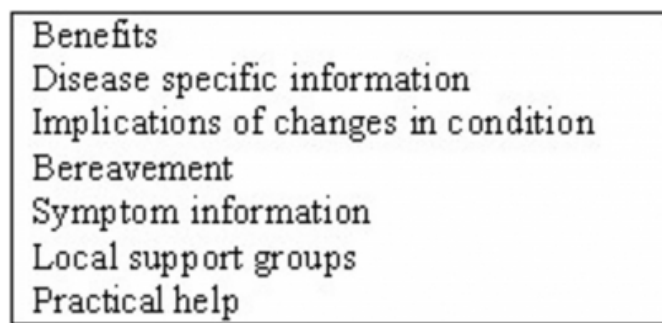 Benefits
Disease specific information
Implications of changes in condition
Bereavement
Symptom information
Local support groups
Practical help